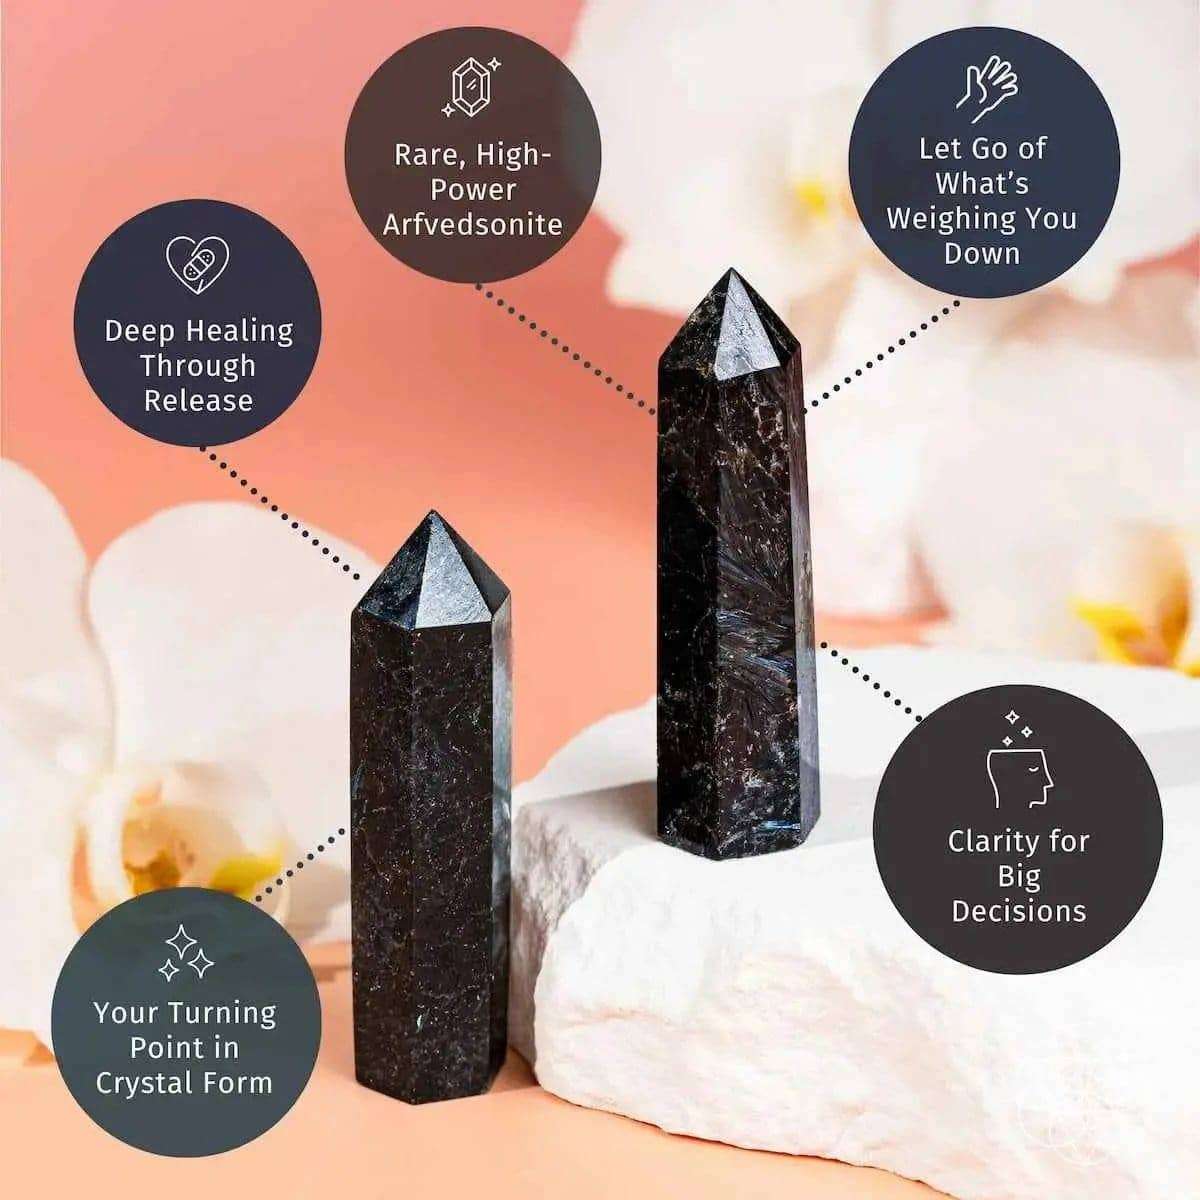 Rare, High-
Power
Arfvedsonite
Let Go of
What’s
Weighing You
Down
Deep Healing
Through
Release
Clarity for
Big
Decisions
Your Turning
Point in
Crystal Form